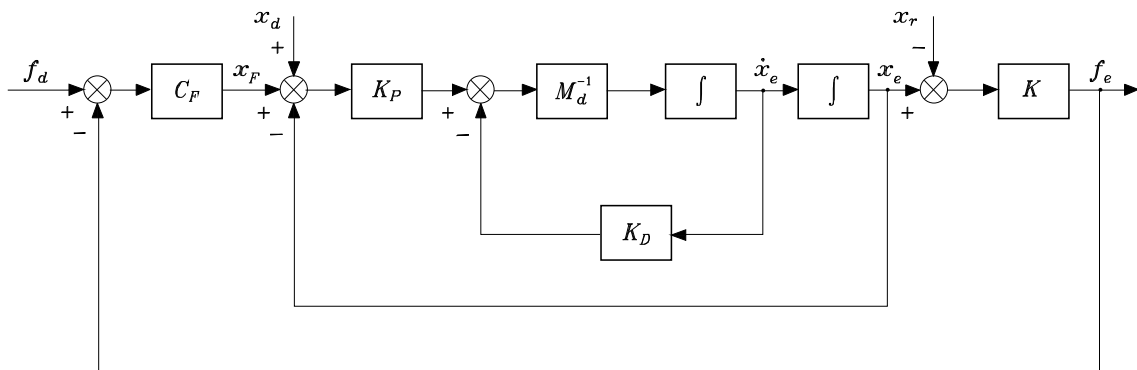 x_d
x_r
f_d
+
−
C_F
x_F
+
+
−
K_P
+
−
M_d^{-1}
∫
ẋ_e
∫
x_e
−
+
K
f_e
K_D